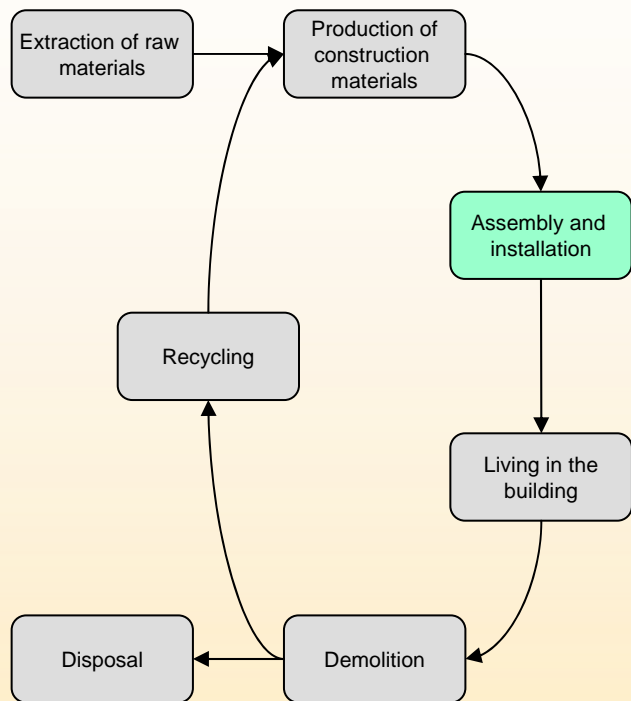 Extraction of raw
materials
Production of
construction
materials
Assembly and
installation
Recycling
Living in the
building
Disposal
Demolition